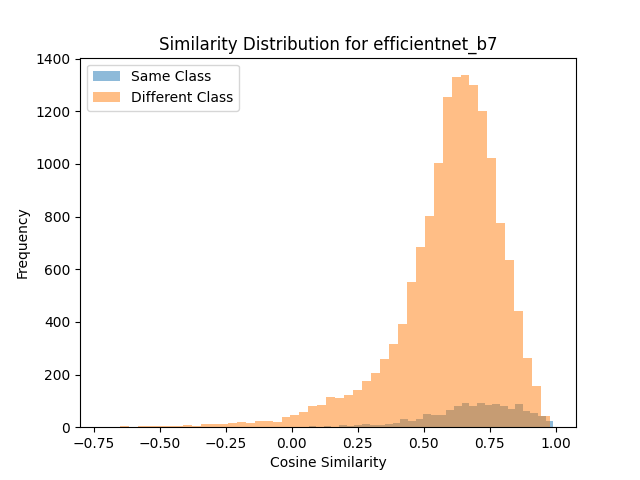 Similarity Distribution for efficientnet_b7
Same Class
Different Class
1400
1200
1000
800
600
400
200
0
Frequency
−0.75 −0.50 −0.25 0.00 0.25 0.50 0.75 1.00
Cosine Similarity